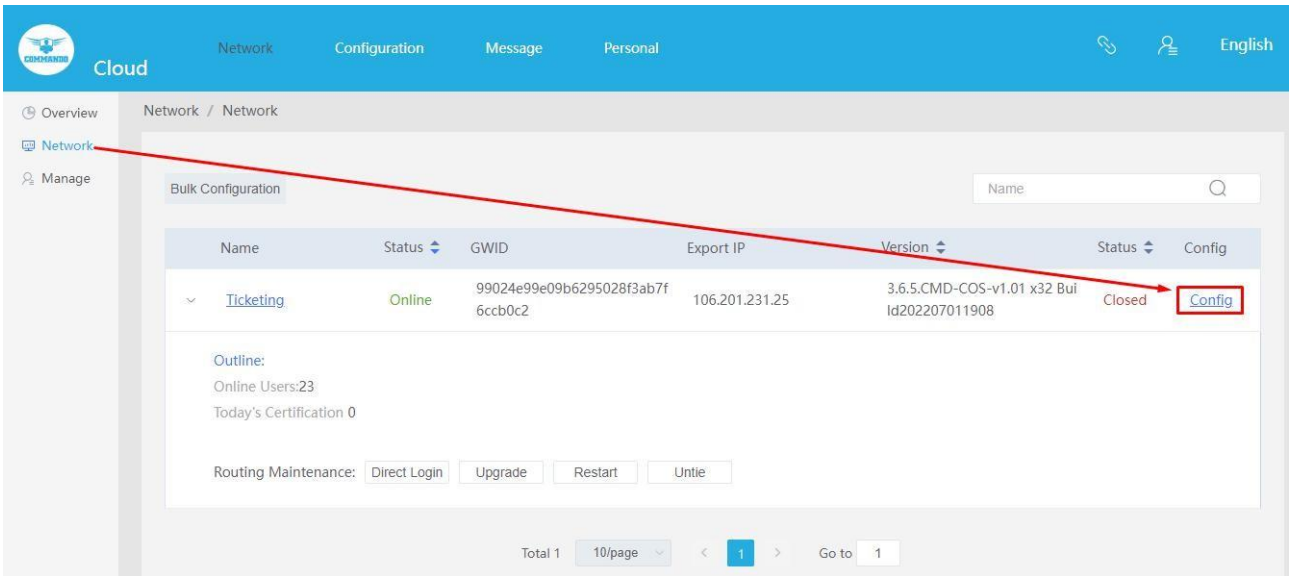 COMMANDO
Cloud
Network Configuration Message Personal English
Overview
Network
Manage
Network / Network
Bulk Configuration
Name
Name Status GWID Export IP Version Status Config
Ticketing Online 99024e99e09b6295028f3ab7f 106.201.231.25 3.6.5.CMD-COS-v1.01 x32 Bui Closed Config
6ccb0c2 ld202207011908
Outline:
Online Users:23
Today's Certification 0
Routing Maintenance: Direct Login Upgrade Restart Untie
Total 1 10/page < 1 > Go to 1